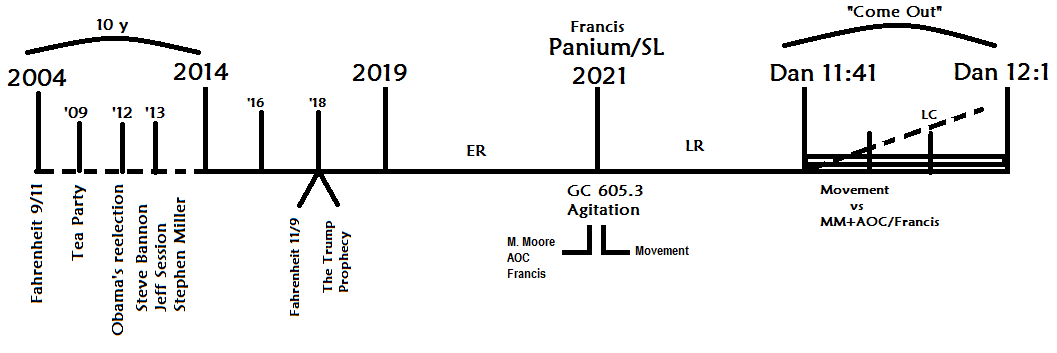 10 y
Francis
"Come Out"
2004
2014
2019
Panium/SL
2021
Dan 11:41
Dan 12:1
'09
'12
'13
'16
'18
LC
ER
LR
Fahrenheit 9/11
Tea Party
Obama's reelection
Steve Bannon
Jeff Session
Stephen Miller
Fahrenheit 11/9
The Trump
Prophecy
GC 605.3
Agitation
M. Moore
AOC
Francis
Movement
Movement
vs
MM+AOC/Francis